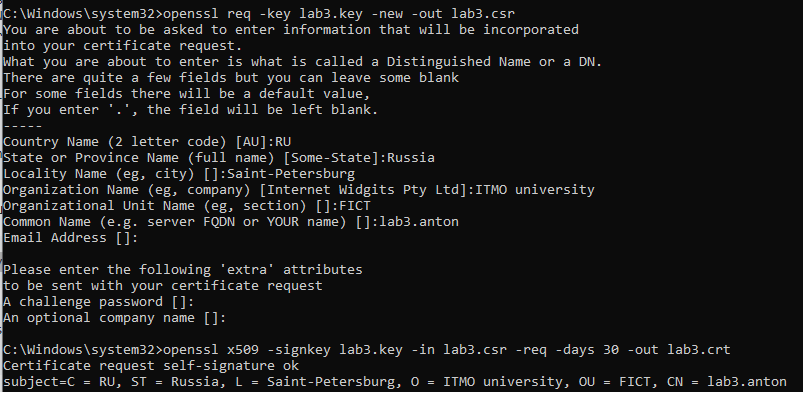 C:\Windows\system32>openssl req -key lab3.key -new -out lab3.csr
You are about to be asked to enter information that will be incorporated
into your certificate request.
What you are about to enter is what is called a Distinguished Name or a DN.
There are quite a few fields but you can leave some blank
For some fields there will be a default value,
If you enter '.', the field will be left blank.
-----
Country Name (2 letter code) [AU]:RU
State or Province Name (full name) [Some-State]:Russia
Locality Name (eg, city) []:Saint-Petersburg
Organization Name (eg, company) [Internet Widgits Pty Ltd]:ITMO university
Organizational Unit Name (eg, section) []:FICT
Common Name (e.g. server FQDN or YOUR name) []:lab3.anton
Email Address []:

Please enter the following 'extra' attributes
to be sent with your certificate request
A challenge password []:
An optional company name []:

C:\Windows\system32>openssl x509 -signkey lab3.key -in lab3.csr -req -days 30 -out lab3.crt
Certificate request self-signature ok
subject=C = RU, ST = Russia, L = Saint-Petersburg, O = ITMO university, OU = FICT, CN = lab3.anton